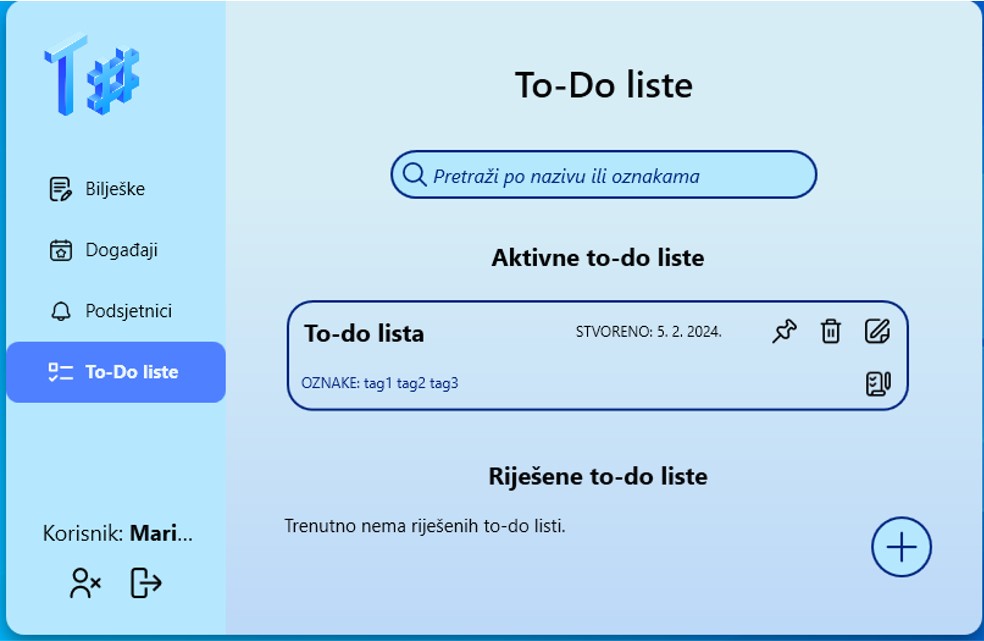 T#
To-Do liste
Pretraži po nazivu ili oznakama
Bilješke
Događaji
Podsjetnici
To-Do liste
Aktivne to-do liste
To-do lista
STVORENO: 5. 2. 2024.
OZNAKE: tag1 tag2 tag3
Riješene to-do liste
Trenutno nema riješenih to-do listi.
Korisnik: Mari...